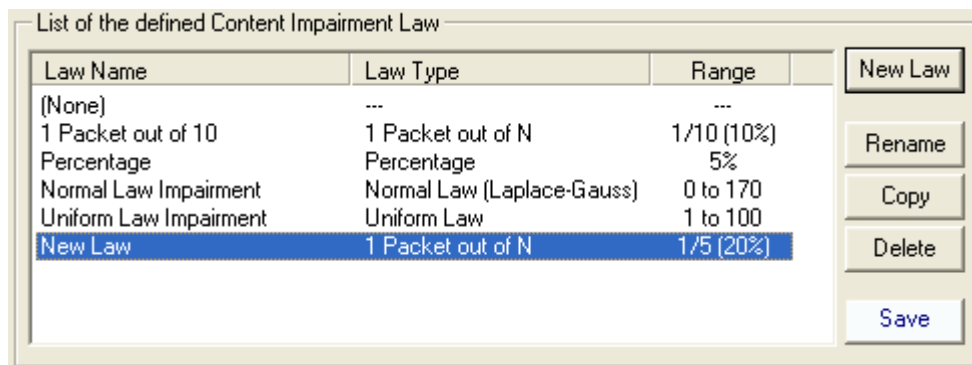 List of the defined Content Impairment Law
Law Name Law Type Range
(None) --- ---
1 Packet out of 10 1 Packet out of N 1/10 (10%)
Percentage Percentage 5%
Normal Law Impairment Normal Law (Laplace-Gauss) 0 to 170
Uniform Law Impairment Uniform Law 1 to 100
New Law 1 Packet out of N 1/5 (20%)
New Law
Rename
Copy
Delete
Save